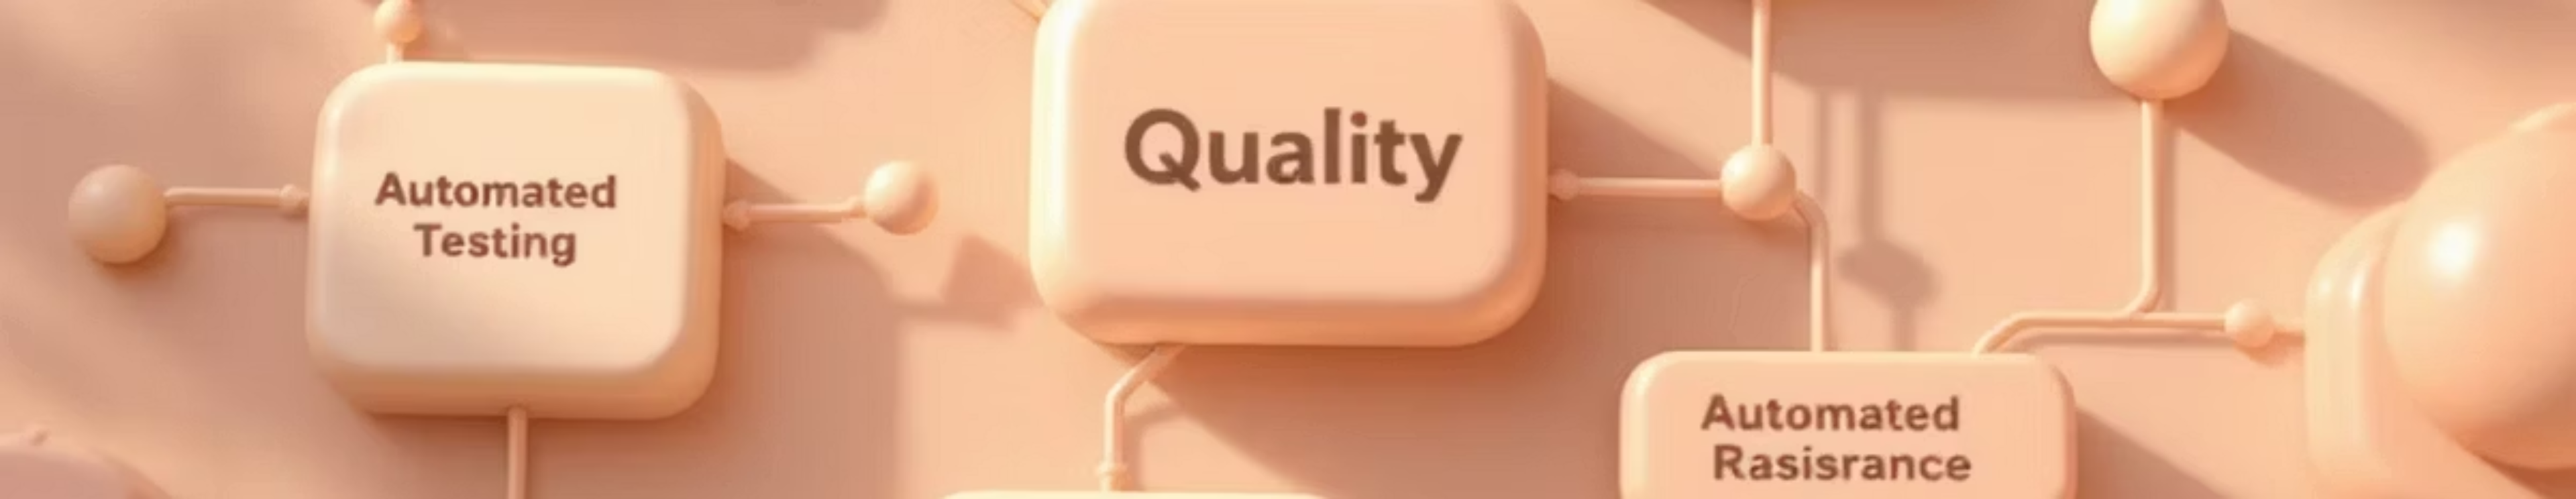 Automated
Testing
Quality
Automated
Rasisrance